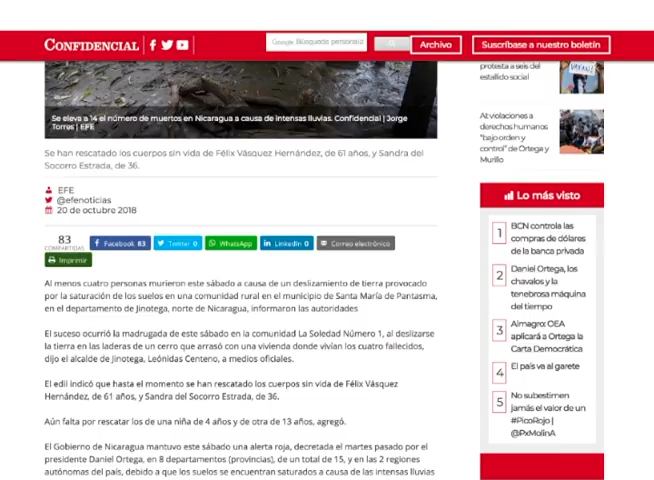 CONFIDENCIAL
Google Búsqueda personaliz
Archivo
Suscríbase a nuestro boletín
Se eleva a 14 el número de muertos en Nicaragua a causa de intensas lluvias. Confidencial | Jorge
Torres | EFE
Se han rescatado los cuerpos sin vida de Félix Vásquez Hernández, de 61 años, y Sandra del
Socorro Estrada, de 36.
EFE
@efenoticias
20 de octubre 2018
83
COMPARTIDAS
Facebook 83
Twitter 0
WhatsApp
LinkedIn 0
Correo electrónico
Imprimir
Al menos cuatro personas murieron este sábado a causa de un deslizamiento de tierra provocado
por la saturación de los suelos en una comunidad rural en el municipio de Santa María de Pantasma,
en el departamento de Jinotega, norte de Nicaragua, informaron las autoridades
El suceso ocurrió la madrugada de este sábado en la comunidad La Soledad Número 1, al deslizarse
la tierra en las laderas de un cerro que arrasó con una vivienda donde vivían los cuatro fallecidos,
dijo el alcalde de Jinotega, Leónidas Centeno, a medios oficiales.
El edil indicó que hasta el momento se han rescatado los cuerpos sin vida de Félix Vásquez
Hernández, de 61 años, y Sandra del Socorro Estrada, de 36.
Aún falta por rescatar los de una niña de 4 años y de otra de 13 años, agregó.
El Gobierno de Nicaragua mantuvo este sábado una alerta roja, decretada el martes pasado por el
presidente Daniel Ortega, en 8 departamentos (provincias), de un total de 15, y en las 2 regiones
autónomas del país, debido a que los suelos se encuentran saturados a causa de las intensas lluvias
protesta a seis del
estallido social
AI: violaciones a
derechos humanos
"bajo orden y
control" de Ortega y
Murillo
Lo más visto
1
BCN controla las
compras de dólares
de la banca privada
2
Daniel Ortega, los
chavalos y la
tenebrosa máquina
del tiempo
3
Almagro: OEA
aplicará a Ortega la
Carta Democrática
4
El país va al garete
5
No subestimen
jamás el valor de un
#PicoRojo |
@PxMolinA